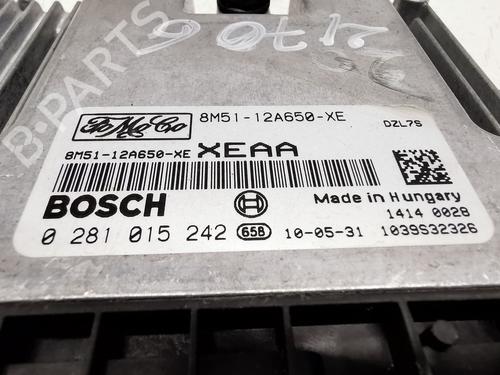 21706
FoMoCo
8M51-12A650-XE
DZL7S
8M51-12A650-XE XEAA
BOSCH
Made in Hungary
1414 0028
0 281 015 242 65B 10-05-31 1039S32326
B-PARTS